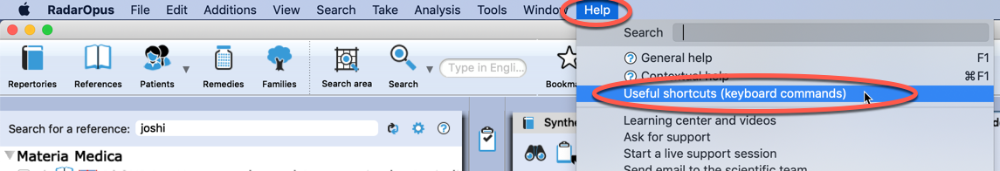 RadarOpus File Edit Additions View Search Take Analysis Tools Window Help
Search
General help F1
Contextual help ⌘F1
Useful shortcuts (keyboard commands)
Learning center and videos
Ask for support
Start a live support session
Send email to the scientific team
Type in Engli...
Repertories References Patients Remedies Families Search area Search Bookma
Search for a reference: joshi
Synthe
Materia Medica